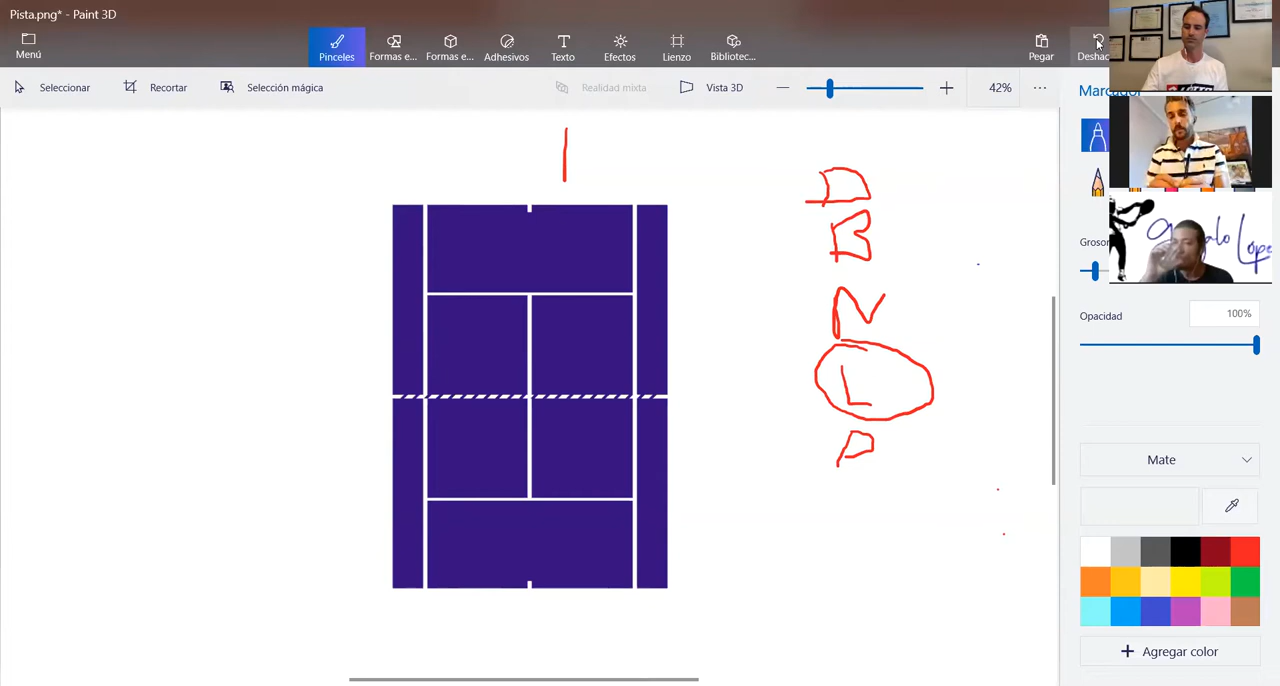 Pista.png* - Paint 3D
Menú
Pinceles
Formas e...
Formas e...
Adhesivos
Texto
Efectos
Lienzo
Bibliotec...
Pegar
Deshac
Seleccionar
Recortar
Selección mágica
Realidad mixta
Vista 3D
42%
Marcador
Grosor
Opacidad
100%
Mate
Agregar color
D
B
N
L
D